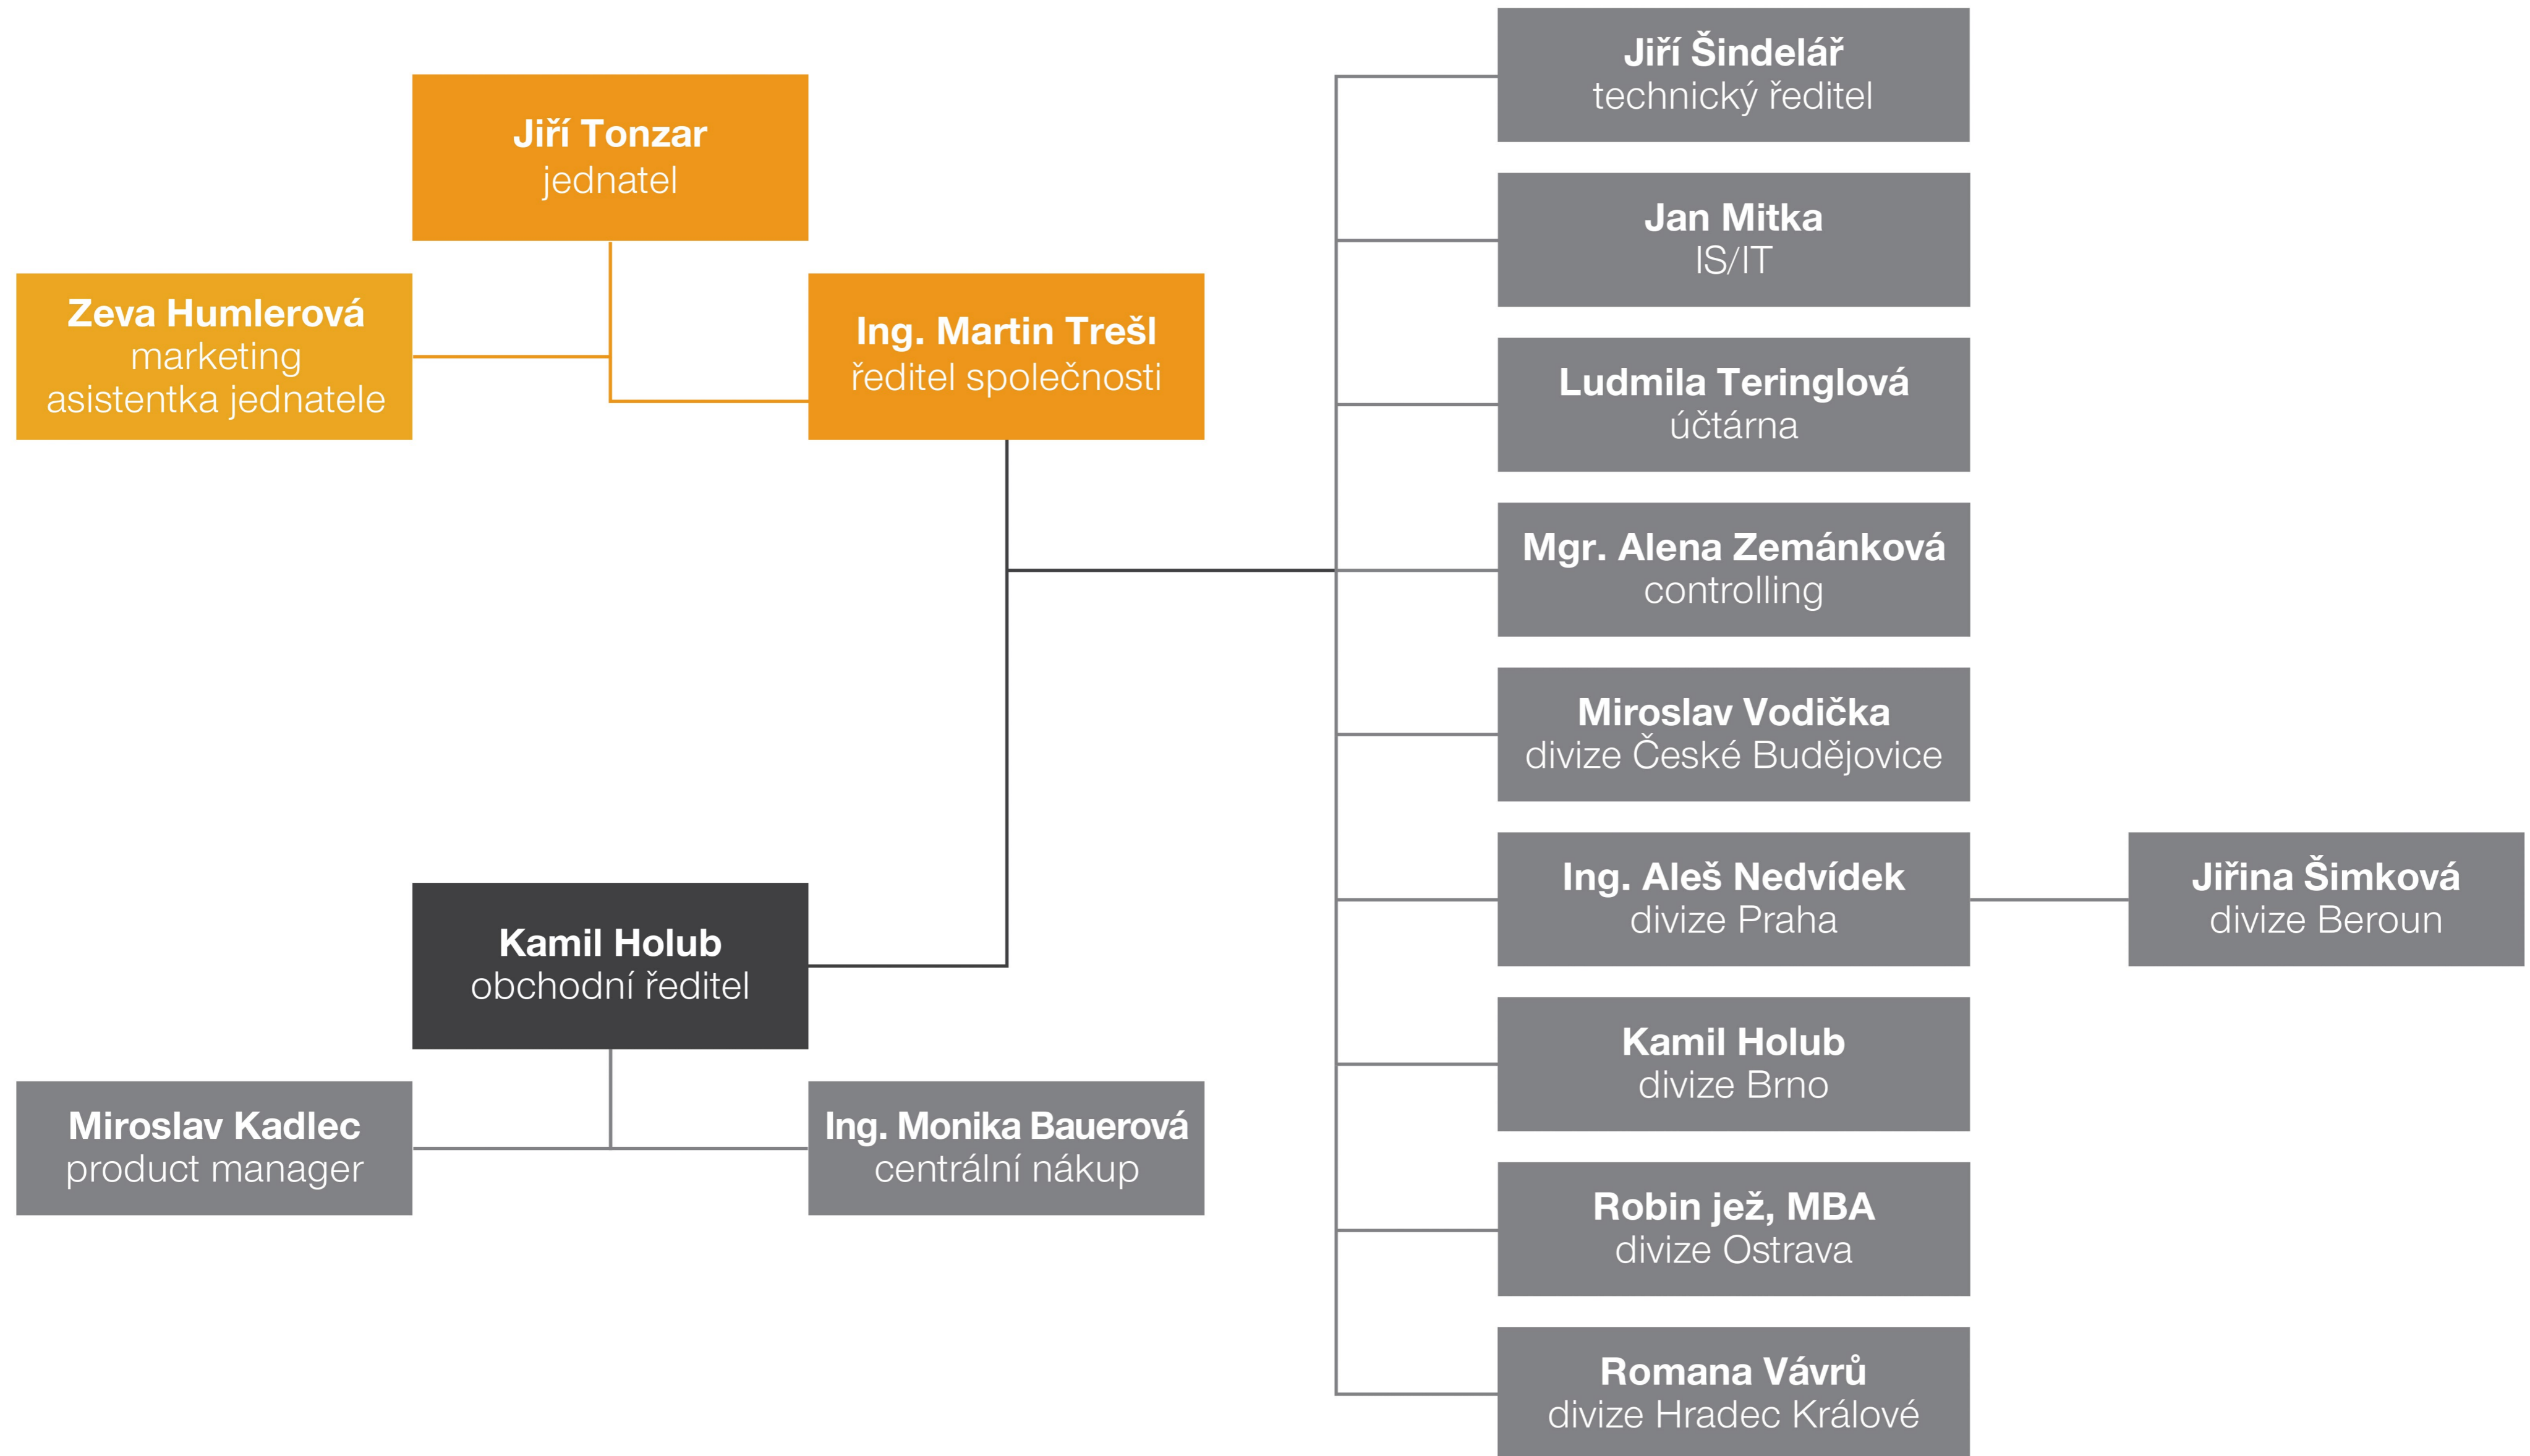 Jiří Tonzar
jednatel
Zeva Humlerová
marketing
asistentka jednatele
Ing. Martin Trešl
ředitel společnosti
Kamil Holub
obchodní ředitel
Miroslav Kadlec
product manager
Ing. Monika Bauerová
centrální nákup
Jiří Šindelář
technický ředitel
Jan Mitka
IS/IT
Ludmila Teringlová
účtárna
Mgr. Alena Zemánková
controlling
Miroslav Vodička
divize České Budějovice
Ing. Aleš Nedvídek
divize Praha
Jiřina Šimková
divize Beroun
Kamil Holub
divize Brno
Robin jež, MBA
divize Ostrava
Romana Vávrů
divize Hradec Králové